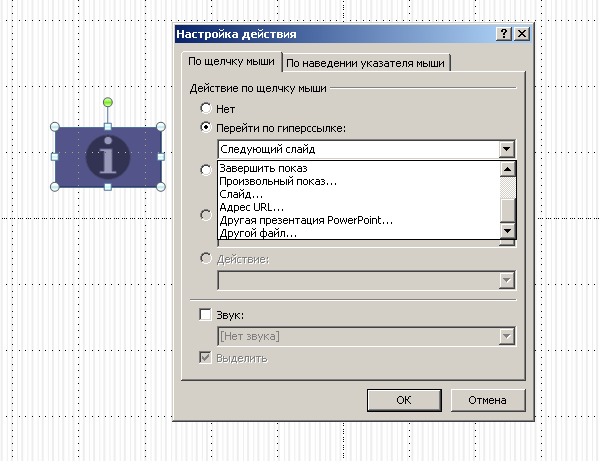 Настройка действия
По щелчку мыши
По наведении указателя мыши
Действие по щелчку мыши
Нет
Перейти по гиперссылке:
Следующий слайд
Завершить показ
Произвольный показ...
Слайд...
Адрес URL...
Другая презентация PowerPoint...
Другой файл...
Действие:
Звук:
[Нет звука]
Выделить
ОК
Отмена